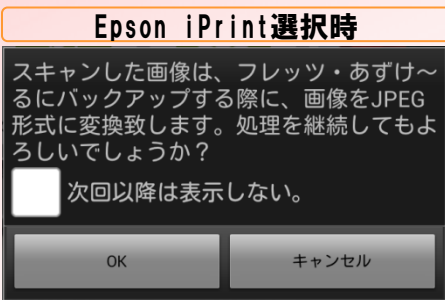 Epson iPrint選択時
スキャンした画像は、フレッツ・あずけ～
るにバックアップする際に、画像をJPEG
形式に変換致します。処理を継続してもよ
ろしいでしょうか？
次回以降は表示しない。
OK
キャンセル